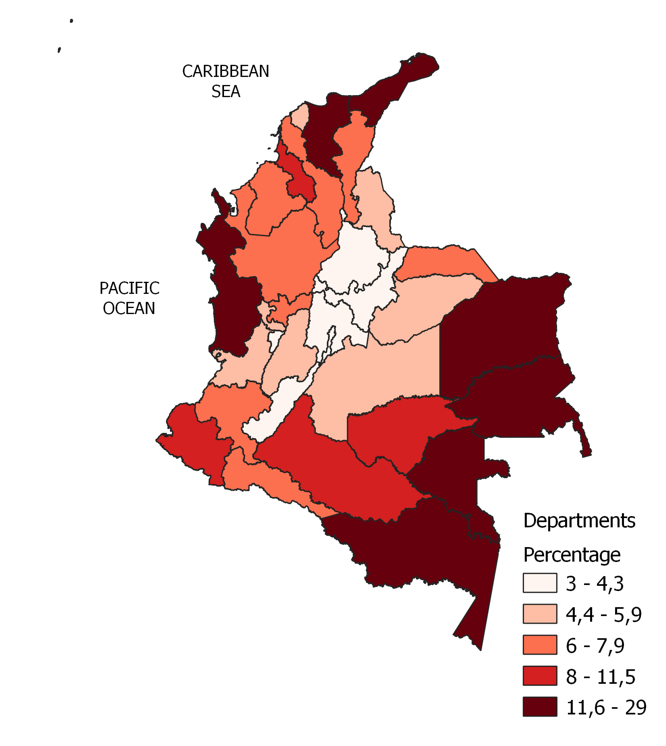 CARIBBEAN
SEA
PACIFIC
OCEAN
Departments
Percentage
3 - 4,3
4,4 - 5,9
6 - 7,9
8 - 11,5
11,6 - 29